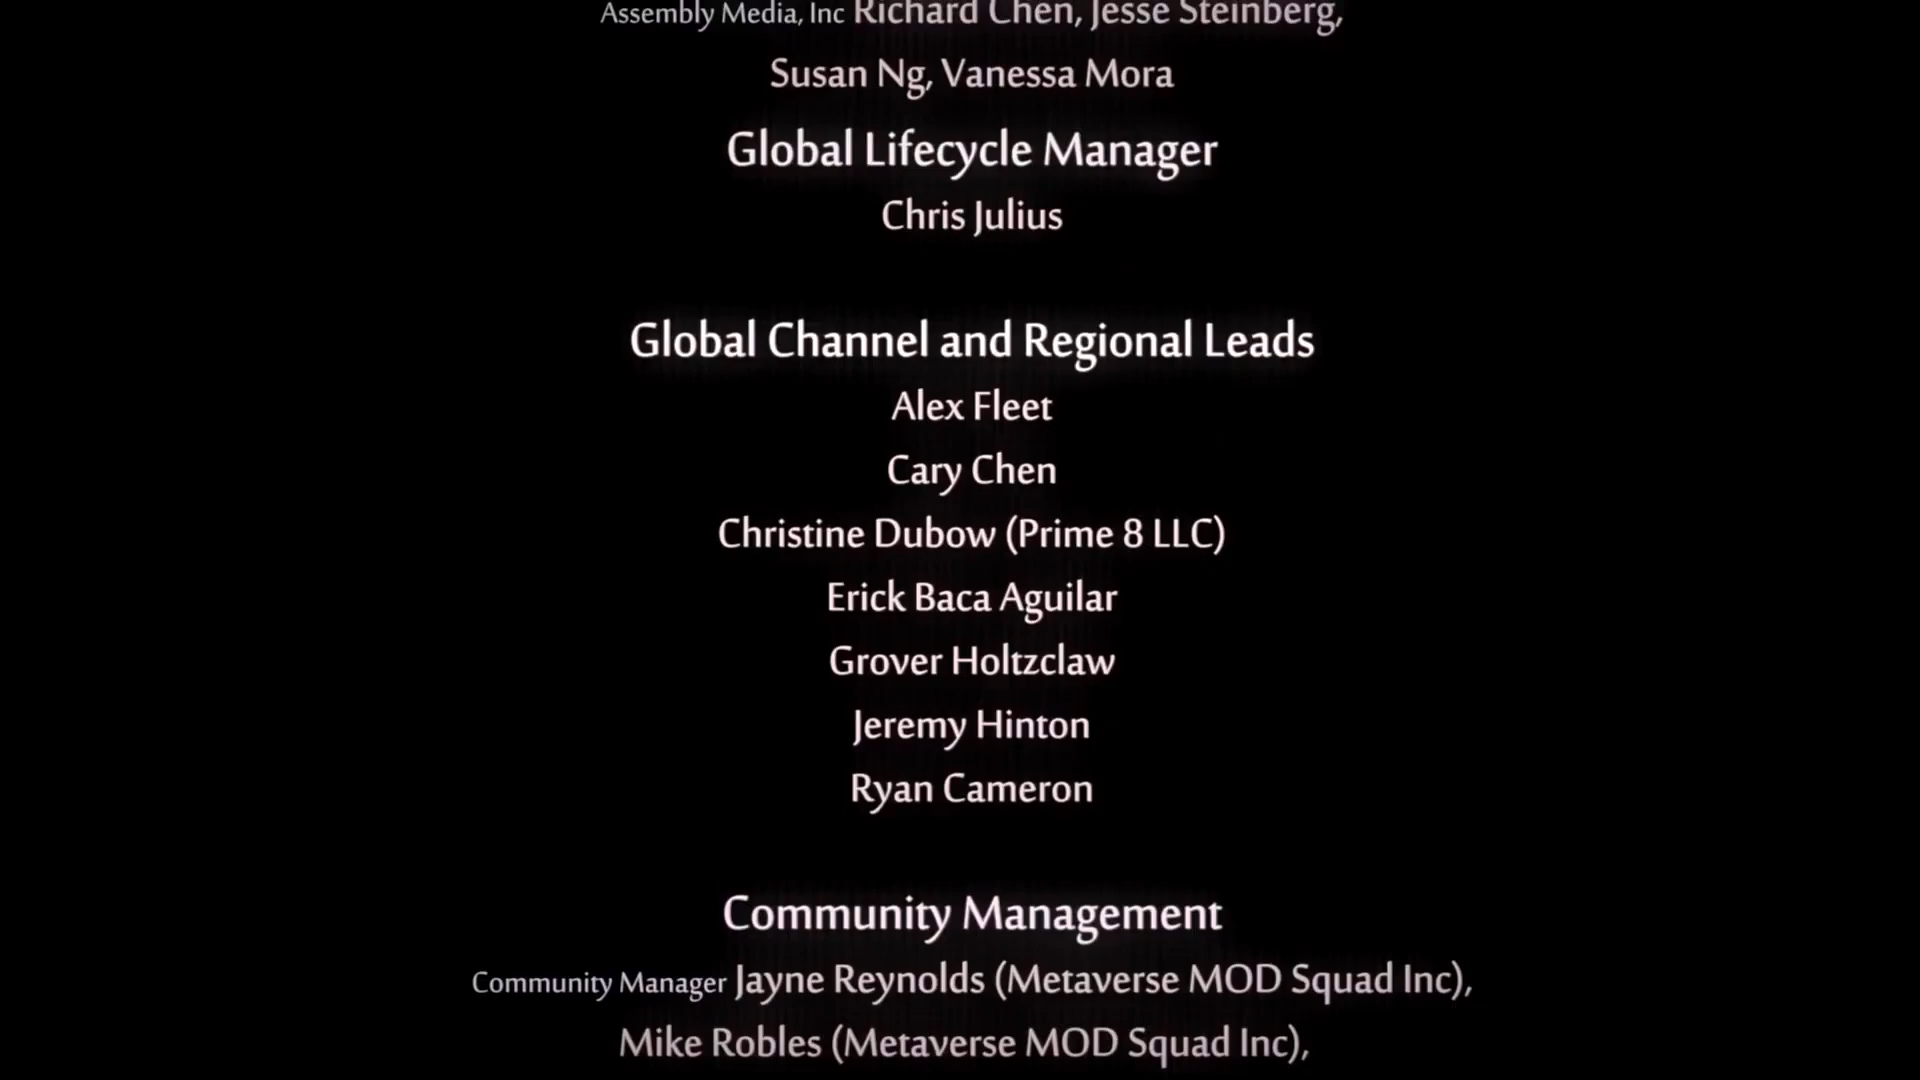 Assembly Media, Inc Richard Chen, Jesse Steinberg,
Susan Ng, Vanessa Mora
Global Lifecycle Manager
Chris Julius
Global Channel and Regional Leads
Alex Fleet
Cary Chen
Christine Dubow (Prime 8 LLC)
Erick Baca Aguilar
Grover Holtzclaw
Jeremy Hinton
Ryan Cameron
Community Management
Community Manager Jayne Reynolds (Metaverse MOD Squad Inc),
Mike Robles (Metaverse MOD Squad Inc),